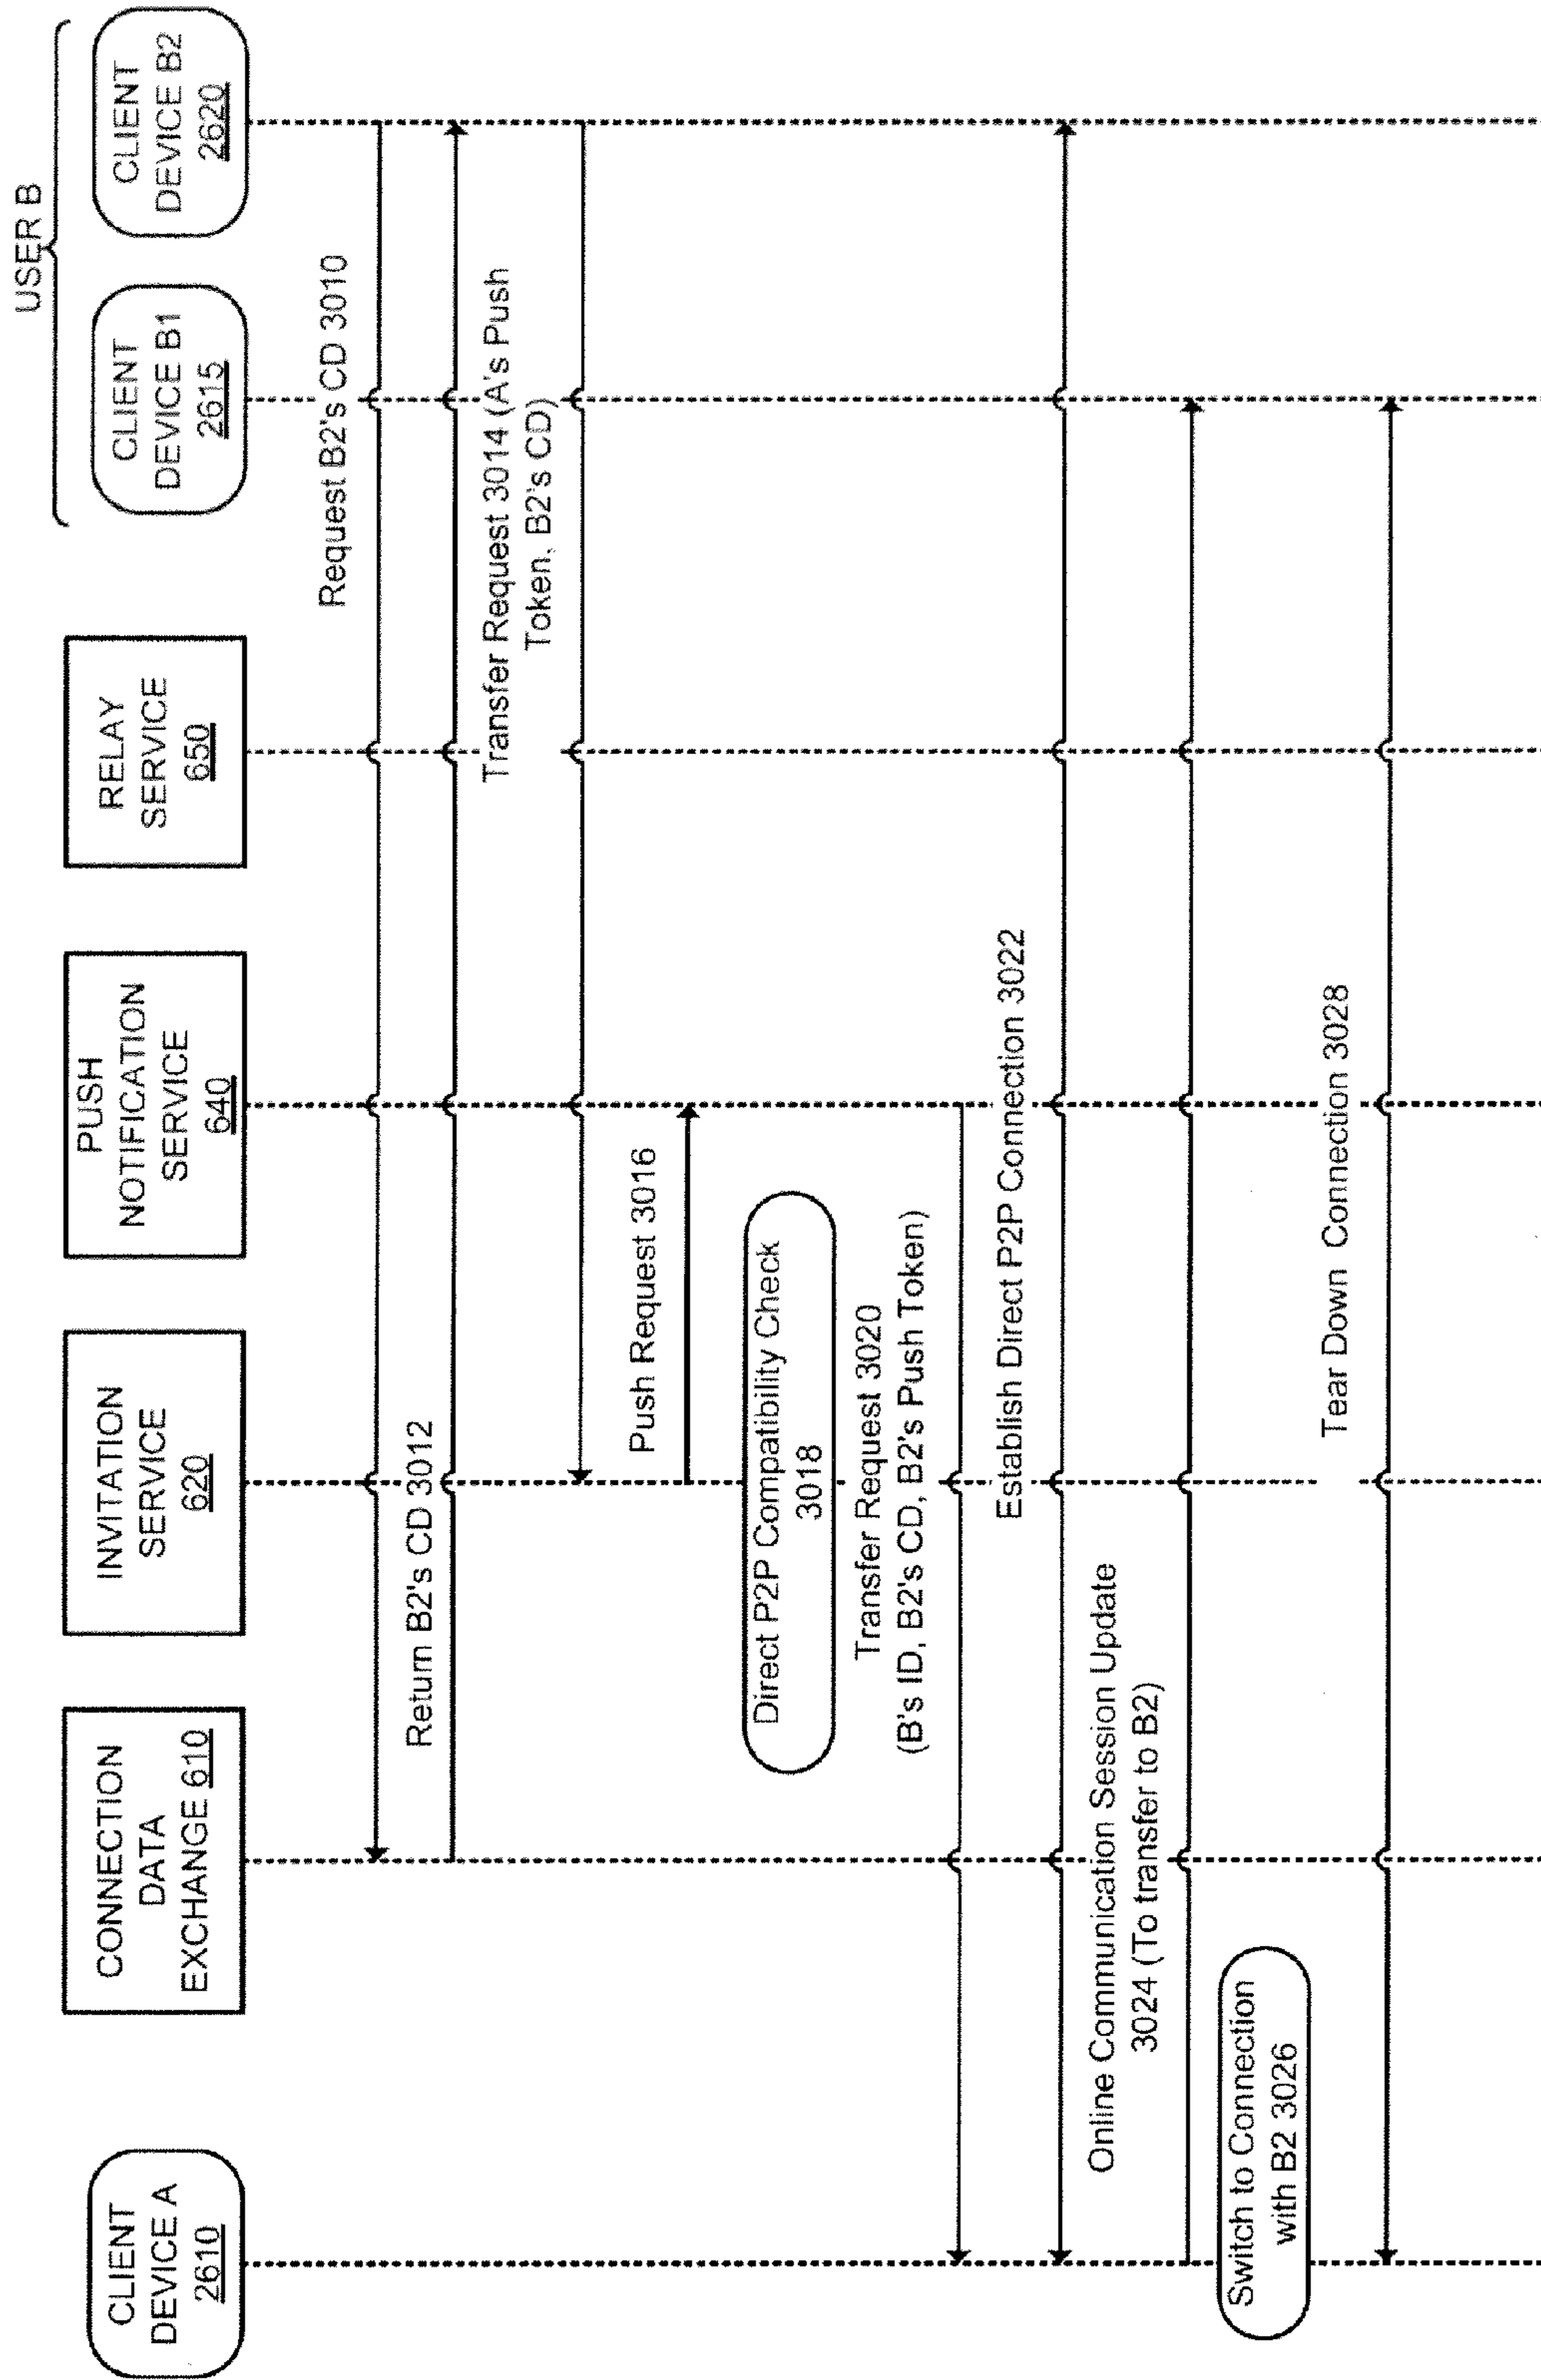 USER B
CLIENT
DEVICE A
2610
CONNECTION
DATA
EXCHANGE 610
INVITATION
SERVICE
620
PUSH
NOTIFICATION
SERVICE
640
RELAY
SERVICE
650
CLIENT
DEVICE B1
2615
CLIENT
DEVICE B2
2620
Request B2's CD 3010
Return B2's CD 3012
Transfer Request 3014 (A's Push
Token, B2's CD)
Push Request 3016
Direct P2P Compatibility Check
3018
Transfer Request 3020
(B's ID, B2's CD, B2's Push Token)
Establish Direct P2P Connection 3022
Online Communication Session Update
3024 (To transfer to B2)
Switch to Connection
with B2 3026
Tear Down Connection 3028